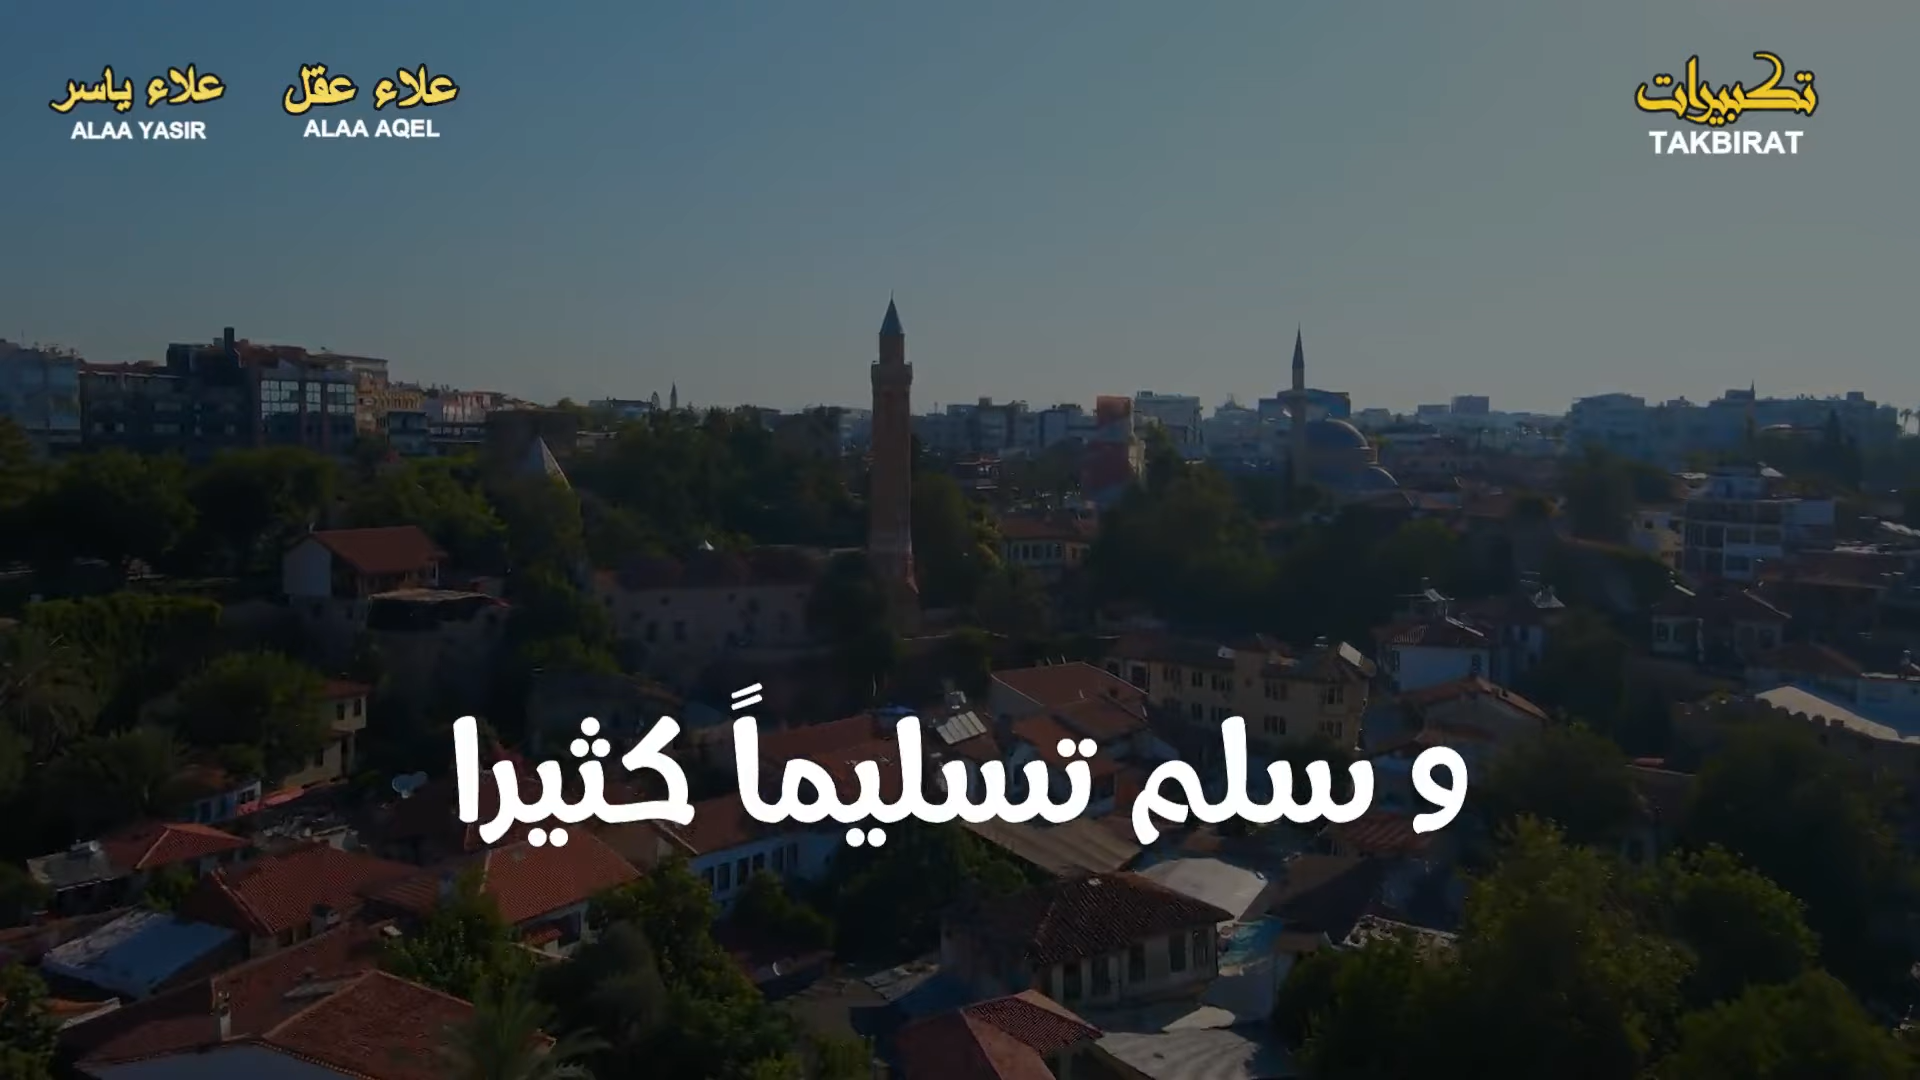 علاء ياسر
ALAA YASIR
علاء عقل
ALAA AQEL
تكبيرات
TAKBIRAT
و سلم تسليماً كثيرا